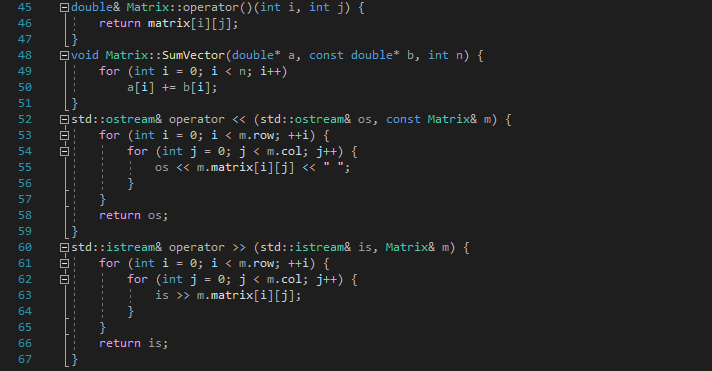 45 double& Matrix::operator()(int i, int j) {
46     return matrix[i][j];
47 }
48 void Matrix::SumVector(double* a, const double* b, int n) {
49     for (int i = 0; i < n; i++)
50         a[i] += b[i];
51 }
52 std::ostream& operator << (std::ostream& os, const Matrix& m) {
53     for (int i = 0; i < m.row; ++i) {
54         for (int j = 0; j < m.col; j++) {
55             os << m.matrix[i][j] << " ";
56         }
57     }
58     return os;
59 }
60 std::istream& operator >> (std::istream& is, Matrix& m) {
61     for (int i = 0; i < m.row; ++i) {
62         for (int j = 0; j < m.col; j++) {
63             is >> m.matrix[i][j];
64         }
65     }
66     return is;
67 }